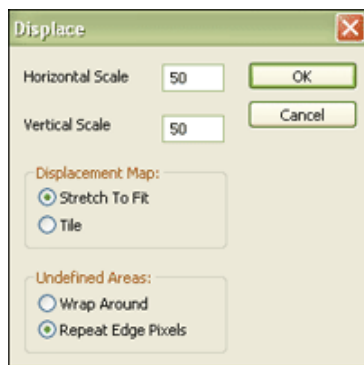 Displace
Horizontal Scale 50 OK
Vertical Scale 50 Cancel
Displacement Map:
Stretch To Fit
Tile
Undefined Areas:
Wrap Around
Repeat Edge Pixels